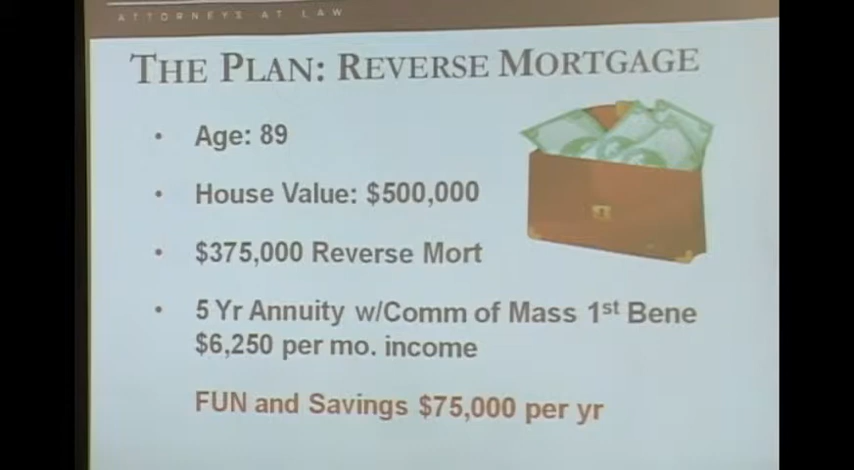 ATTORNEYS AT LAW
THE PLAN: REVERSE MORTGAGE
• Age: 89
• House Value: $500,000
• $375,000 Reverse Mort
• 5 Yr Annuity w/Comm of Mass 1st Bene
$6,250 per mo. income
FUN and Savings $75,000 per yr